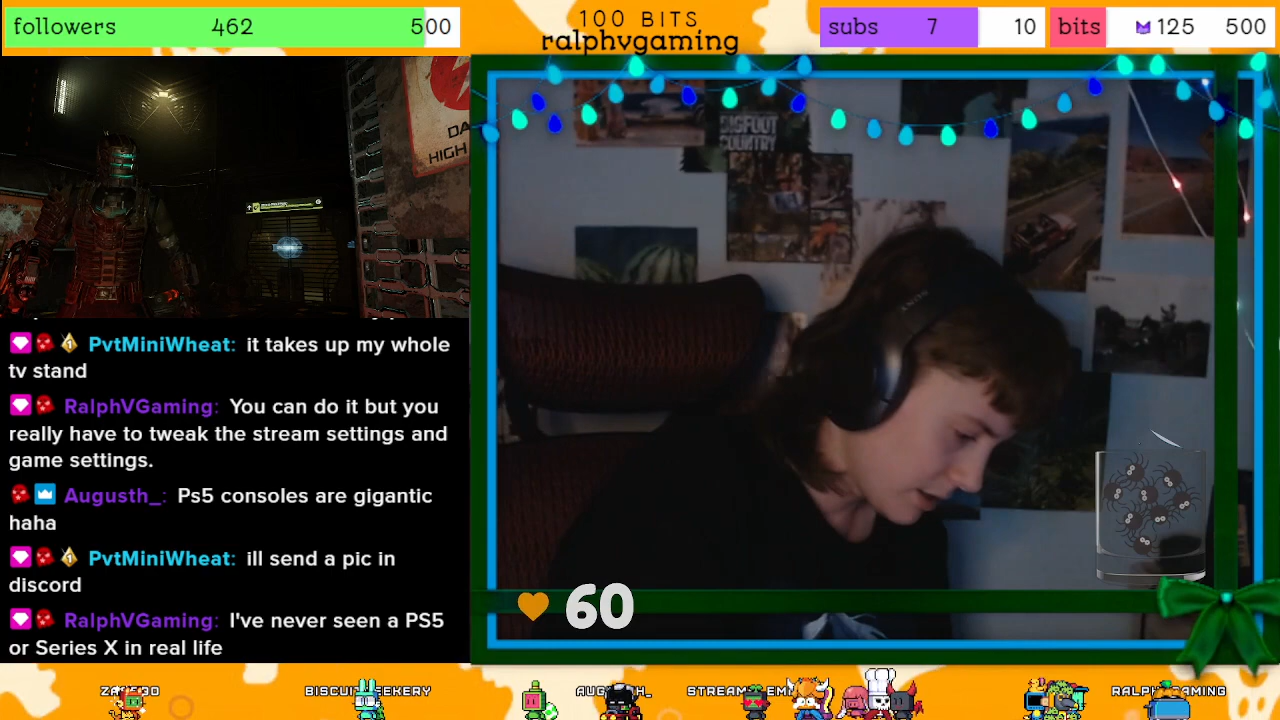 followers 462 500
100 BITS
ralphvgaming
subs 7 10
bits 125 500
DA
HIGH
BIGFOOT
COUNTRY
SONY
PvtMiniWheat: it takes up my whole
tv stand
RalphVGaming: You can do it but you
really have to tweak the stream settings and
game settings.
Augusth_: Ps5 consoles are gigantic
haha
PvtMiniWheat: ill send a pic in
discord
RalphVGaming: I've never seen a PS5
or Series X in real life
60